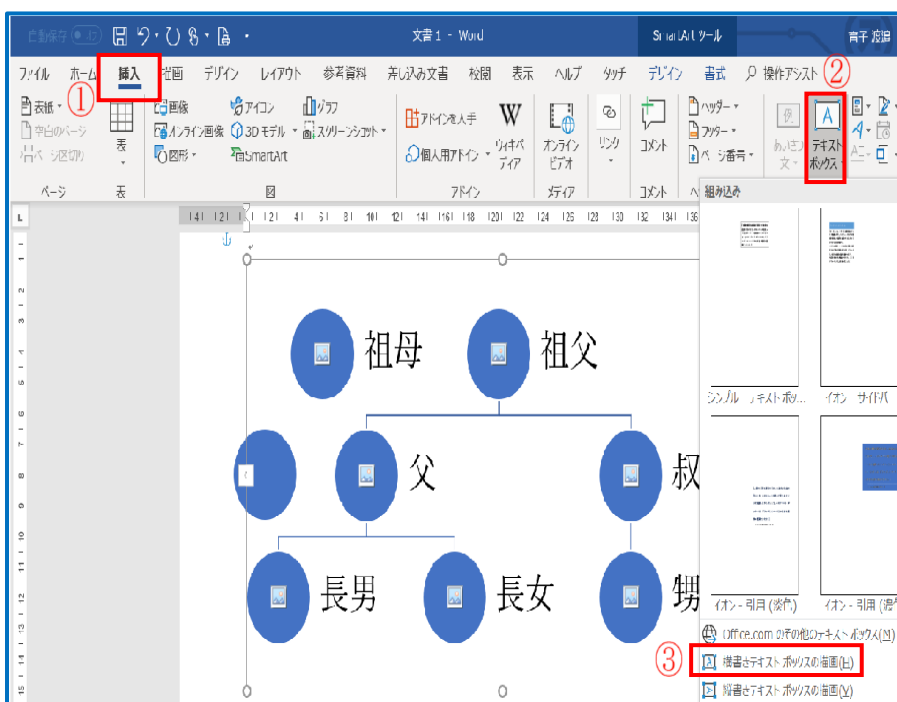 自動保存
文書 1 - Word
SmartArt ツール
ファイル ホーム 挿入 描画 デザイン レイアウト 参考資料 差し込み文書 校閲 表示 ヘルプ タッチ デザイン 書式 操作アシスト
①
②
表紙
空白のページ
ページ区切り
ページ
表
表
画像
オンライン画像
図形
アイコン
3D モデル
SmartArt
グラフ
スクリーンショット
図
アドインを入手
個人用アドイン
ウィキペディア
アドイン
オンライン
ビデオ
メディア
リンク
コメント
コメント
ヘッダー
フッター
ページ番号
あいさつ
文
テキスト
ボックス
組み込み
祖母
祖父
父
叔
長男
長女
甥
シンプル - テキスト ボッ...
イオン - サイドバ
イオン - 引用 (淡色)
イオン - 引用 (濃色
Office.com のその他のテキスト ボックス(M)
③
横書きテキスト ボックスの描画(H)
縦書きテキスト ボックスの描画(V)